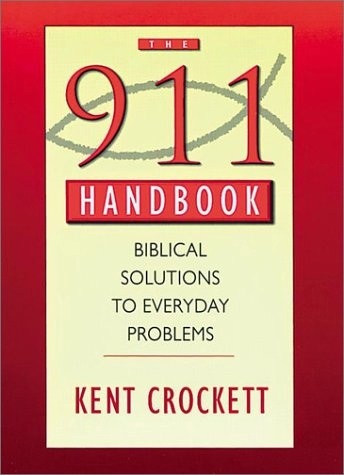 THE
911
HANDBOOK
BIBLICAL
SOLUTIONS
TO EVERYDAY
PROBLEMS
KENT CROCKETT